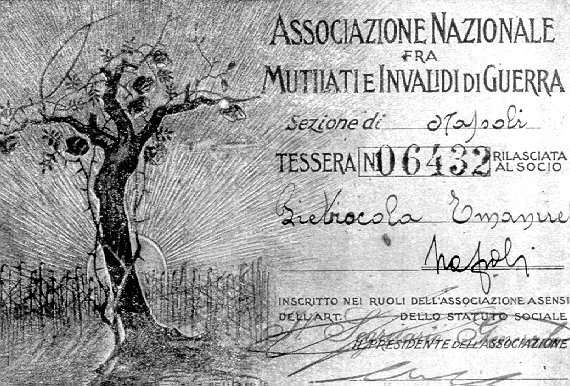 ASSOCIAZIONE NAZIONALE
FRA
MUTILATI E INVALIDI DI GUERRA
Sezione di Napoli
TESSERA No 06432 RILASCIATA
AL SOCIO
Pietrocola
Napoli
INSCRITTO NEI RUOLI DELL'ASSOCIAZIONE A SENSI
DELL'ART. DELLO STATUTO SOCIALE
IL PRESIDENTE DELL'ASSOCIAZIONE